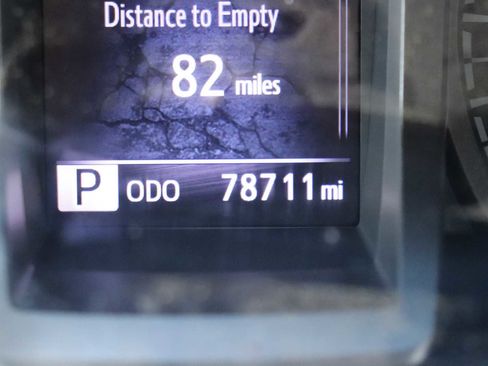 Distance to Empty
82 miles
P ODO 78711 mi